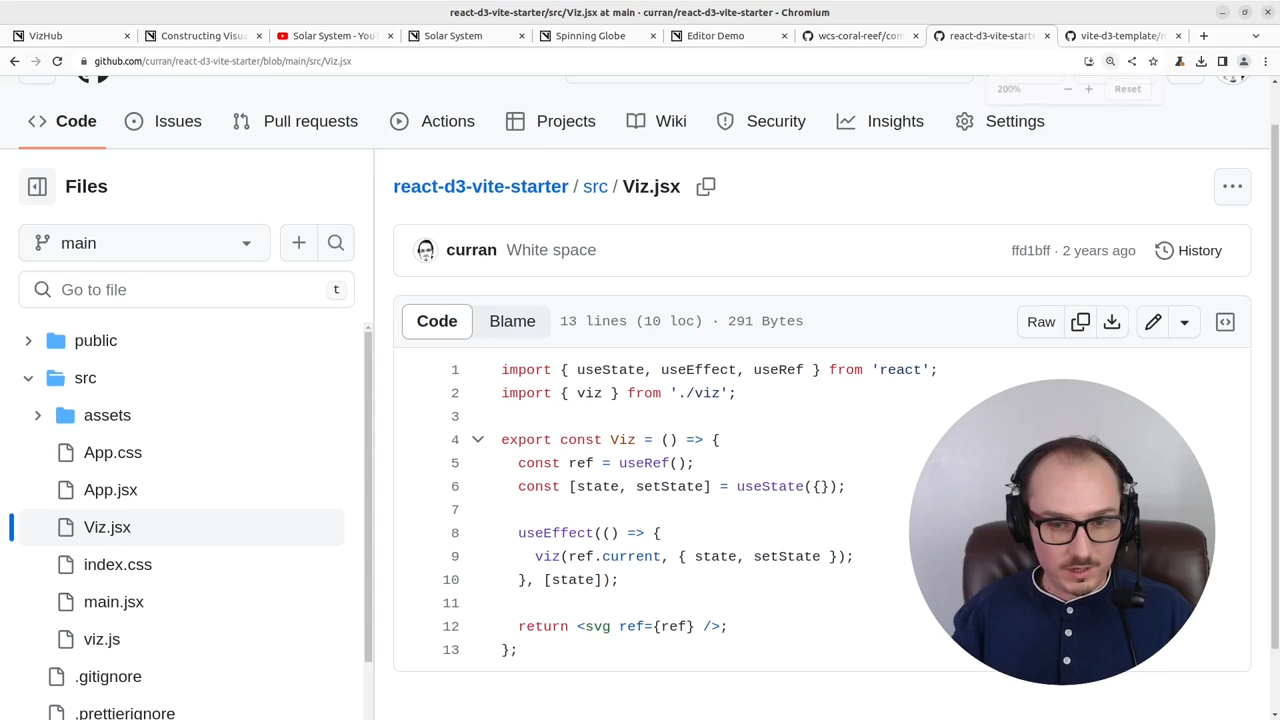 react-d3-vite-starter/src/Viz.jsx at main · curran/react-d3-vite-starter - Chromium
VizHub
Constructing Visua
Solar System - YouT
Solar System
Spinning Globe
Editor Demo
wcs-coral-reef/com
react-d3-vite-starte
vite-d3-template/m
github.com/curran/react-d3-vite-starter/blob/main/src/Viz.jsx
200%
Reset
Code
Issues
Pull requests
Actions
Projects
Wiki
Security
Insights
Settings
Files
main
Go to file
t
public
src
assets
App.css
App.jsx
Viz.jsx
index.css
main.jsx
viz.js
.gitignore
.prettierignore
react-d3-vite-starter / src / Viz.jsx
curran White space
ffd1bff · 2 years ago
History
Code
Blame
13 lines (10 loc) · 291 Bytes
Raw
1 import { useState, useEffect, useRef } from 'react';
2 import { viz } from './viz';
3
4 export const Viz = () => {
5 const ref = useRef();
6 const [state, setState] = useState({});
7
8 useEffect(() => {
9 viz(ref.current, { state, setState });
10 }, [state]);
11
12 return <svg ref={ref} />;
13 };